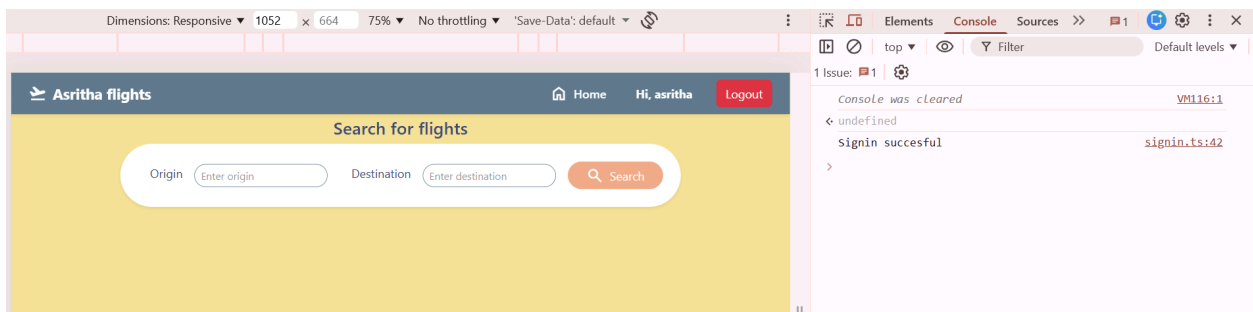 Dimensions: Responsive ▼ 1052 x 664 75% ▼ No throttling ▼ 'Save-Data': default
Elements Console Sources 1
top ▼ Filter Default levels ▼
1 Issue: 1
Console was cleared VM116:1
undefined
Signin succesful signin.ts:42
Asritha flights Home Hi, asritha Logout
Search for flights
Origin Enter origin Destination Enter destination Search